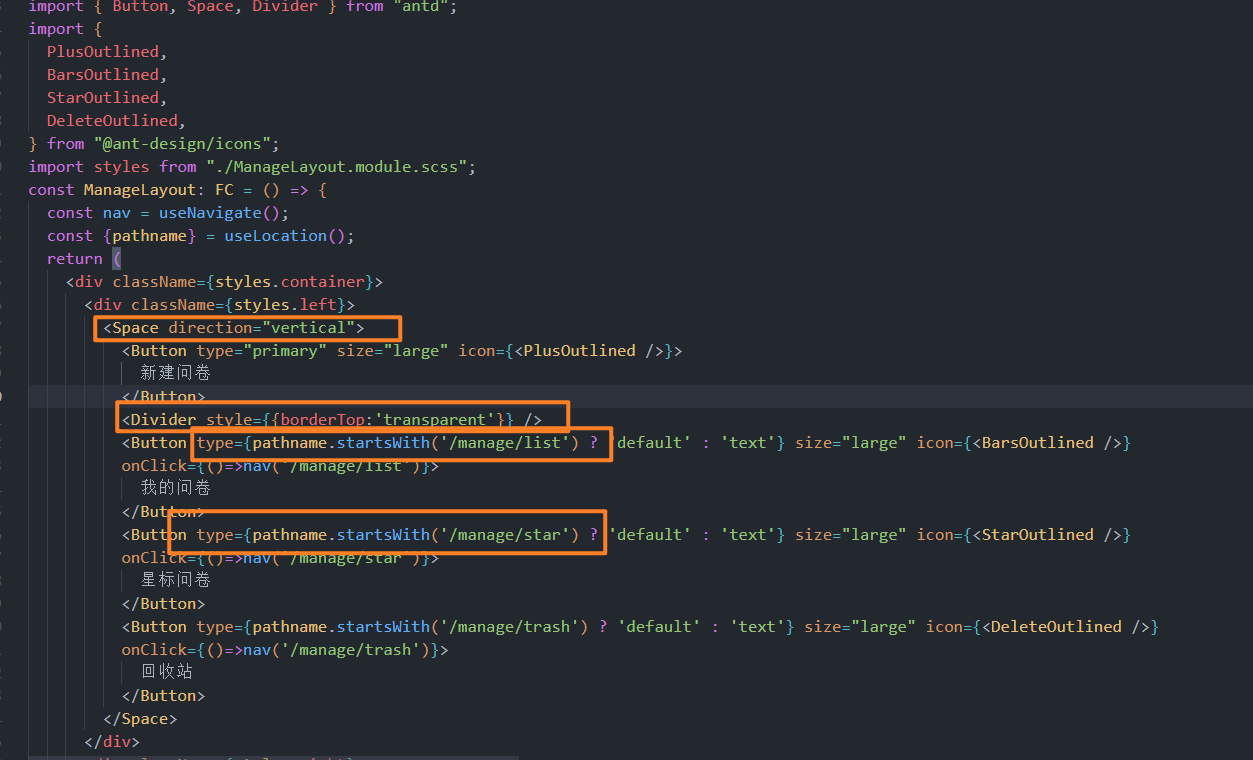 import { Button, Space, Divider } from "antd";
import {
PlusOutlined,
BarsOutlined,
StarOutlined,
DeleteOutlined,
} from "@ant-design/icons";
import styles from "./ManageLayout.module.scss";
const ManageLayout: FC = () => {
const nav = useNavigate();
const {pathname} = useLocation();
return (
<div className={styles.container}>
<div className={styles.left}>
<Space direction="vertical">
<Button type="primary" size="large" icon={<PlusOutlined />}>
新建问卷
</Button>
<Divider style={{borderTop:'transparent'}} />
<Button type={pathname.startsWith('/manage/list') ? 'default' : 'text'} size="large" icon={<BarsOutlined />}
onClick={()=>nav('/manage/list')}>
我的问卷
</Button>
<Button type={pathname.startsWith('/manage/star') ? 'default' : 'text'} size="large" icon={<StarOutlined />}
onClick={()=>nav('/manage/star')}>
星标问卷
</Button>
<Button type={pathname.startsWith('/manage/trash') ? 'default' : 'text'} size="large" icon={<DeleteOutlined />}
onClick={()=>nav('/manage/trash')}>
回收站
</Button>
</Space>
</div>